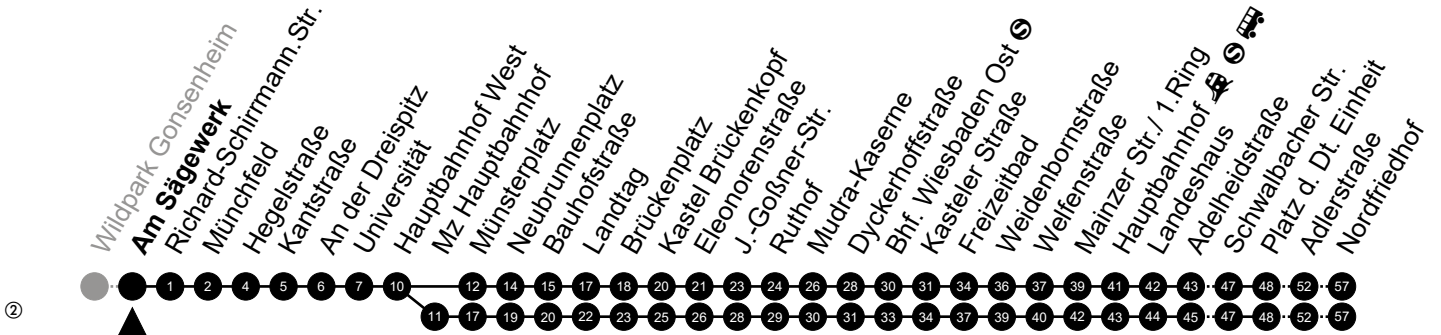 Wildpark Gonsenheim
Am Sägewerk
Richard-Schirrmann.Str.
Münchfeld
Hegelstraße
Kantstraße
An der Dreispitz
Universität
Hauptbahnhof West
Mz Hauptbahnhof
Münsterplatz
Neubrunnenplatz
Bauhofstraße
Landtag
Brückenplatz
Kastel Brückenkopf
Eleonorenstraße
J.-Goßner-Str.
Ruthof
Mudra-Kaserne
Dyckerhoffstraße
Bhf. Wiesbaden Ost S
Kasteler Straße
Freizeitbad
Weidenbornstraße
Welfenstraße
Mainzer Str./ 1.Ring
Hauptbahnhof S
Landeshaus
Adelheidstraße
Schwalbacher Str.
Platz d. Dt. Einheit
Adlerstraße
Nordfriedhof
1 2 4 5 6 7 10 12 14 15 17 18 20 21 23 24 26 28 30 31 34 36 37 39 41 42 43 47 48 52 57
② 11 17 19 20 22 23 25 26 28 29 30 31 33 34 37 39 40 42 43 44 45 47 48 52 57